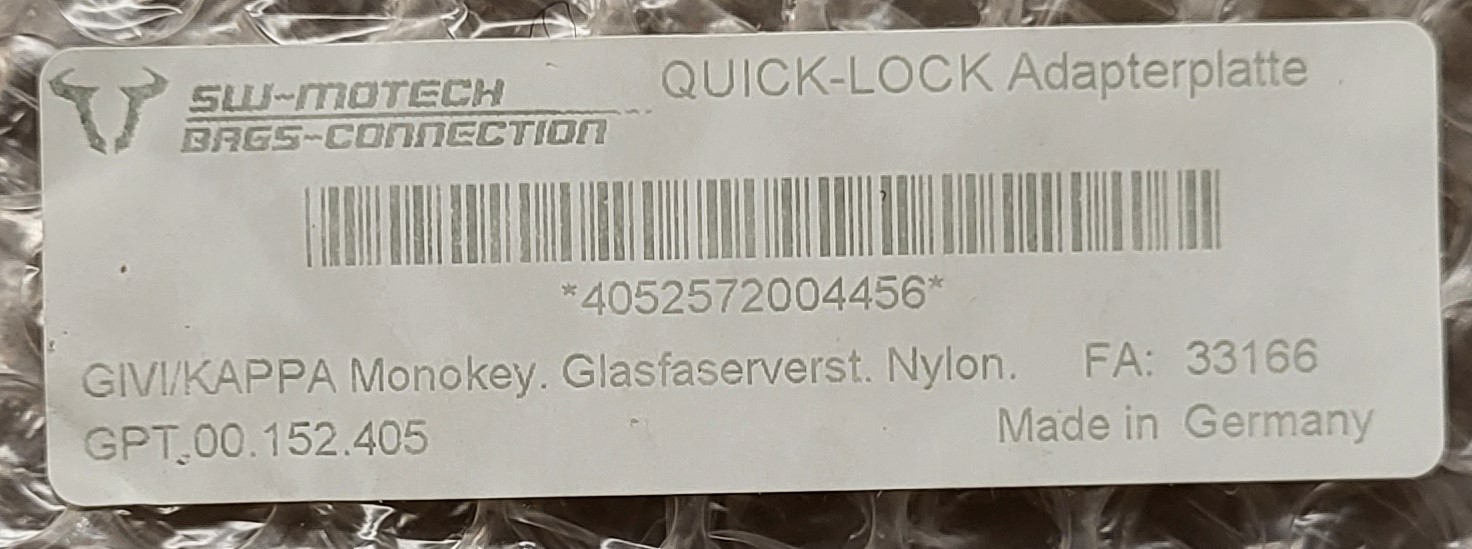 SW-MOTECH
BAGS-CONNECTION
QUICK-LOCK Adapterplatte
*4052572004456*
GIVI/KAPPA Monokey. Glasfaserverst. Nylon. FA: 33166
GPT.00.152.405
Made in Germany